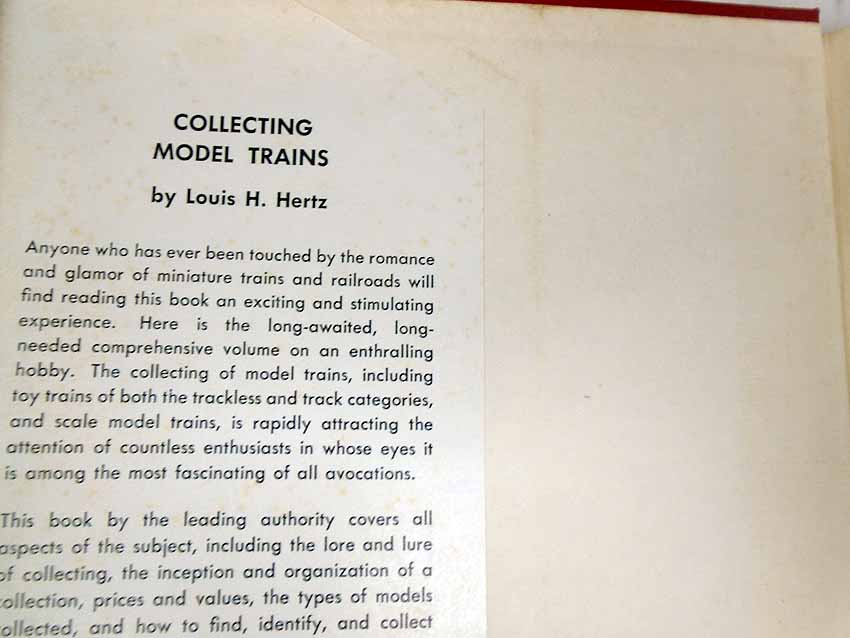 COLLECTING
MODEL TRAINS
by Louis H. Hertz
Anyone who has ever been touched by the romance
and glamor of miniature trains and railroads will
find reading this book an exciting and stimulating
experience. Here is the long-awaited, long-
needed comprehensive volume on an enthralling
hobby. The collecting of model trains, including
toy trains of both the trackless and track categories,
and scale model trains, is rapidly attracting the
attention of countless enthusiasts in whose eyes it
is among the most fascinating of all avocations.
This book by the leading authority covers all
aspects of the subject, including the lore and lure
of collecting, the inception and organization of a
collection, prices and values, the types of models
collected, and how to find, identify, and collect